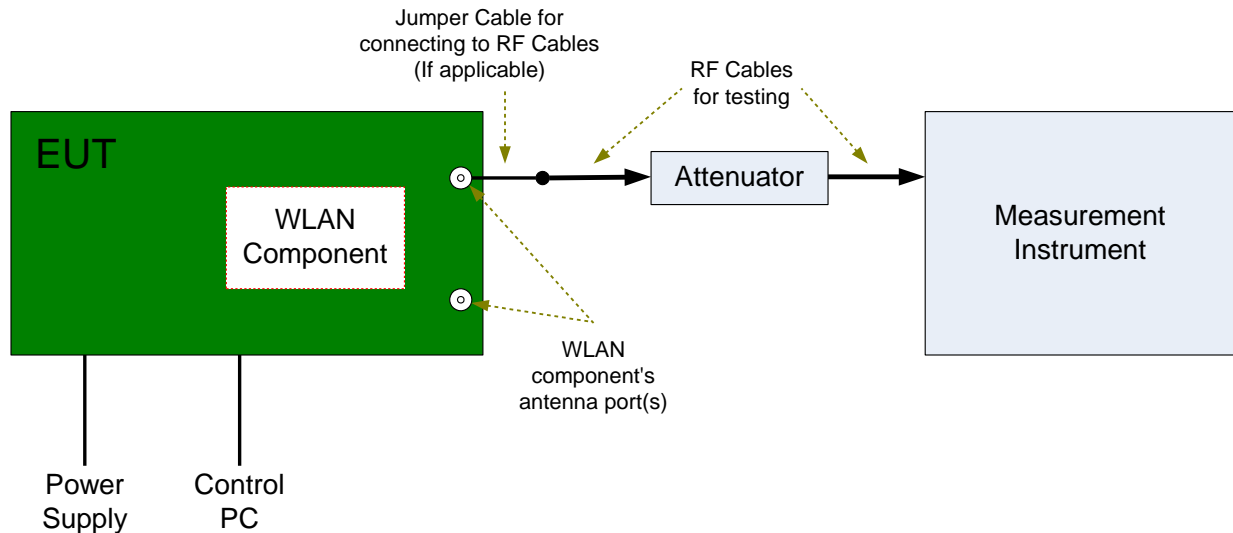 Jumper Cable for
connecting to RF Cables
(If applicable)
RF Cables
for testing
EUT
WLAN
Component
Attenuator
Measurement
Instrument
WLAN
component's
antenna port(s)
Power
Supply
Control
PC